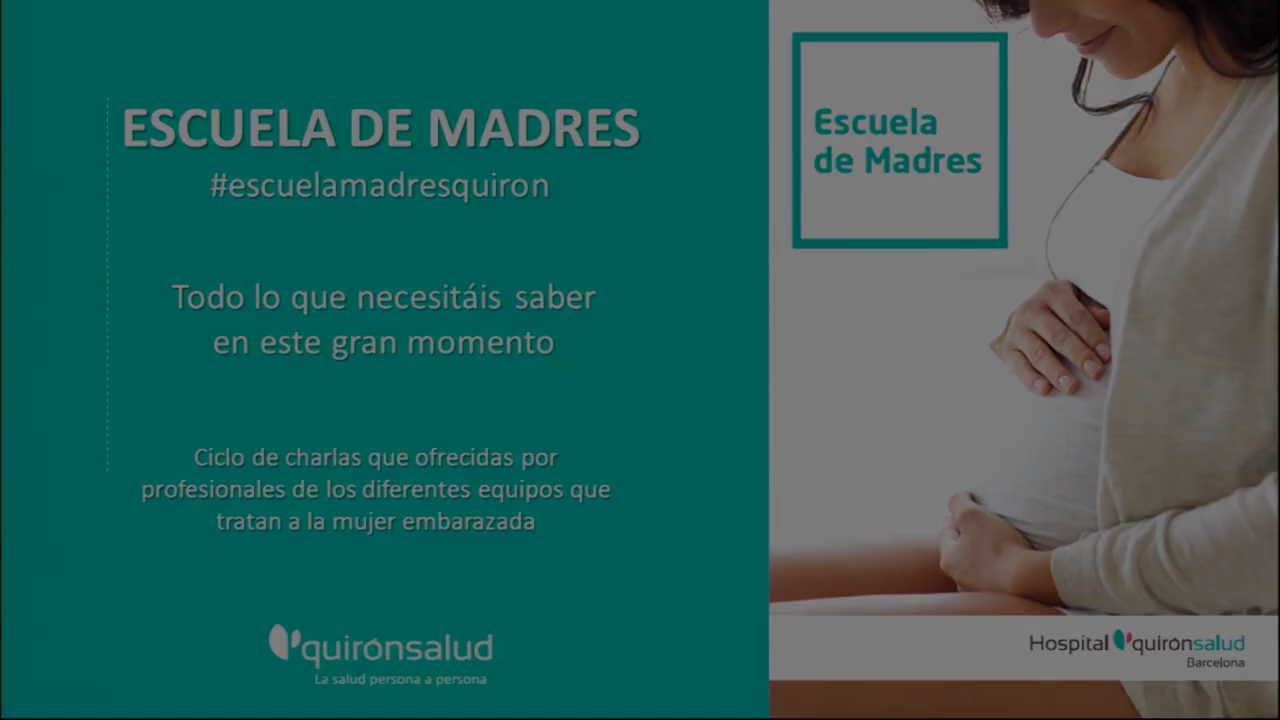 ESCUELA DE MADRES
#escuelamadresquiron
Todo lo que necesitáis saber
en este gran momento
Ciclo de charlas que ofrecidas por
profesionales de los diferentes equipos que
tratan a la mujer embarazada
quirónsalud
La salud persona a persona
Escuela
de Madres
Hospital quirónsalud
Barcelona